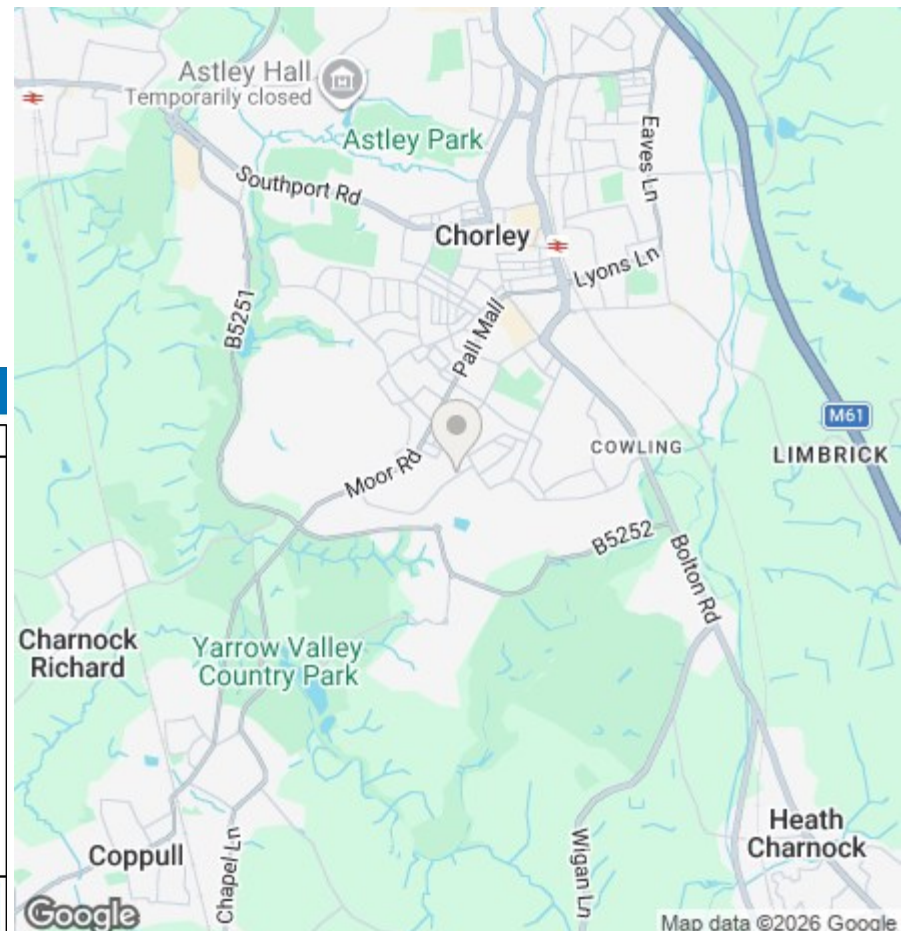 Astley Hall
Temporarily closed
Astley Park
Eaves Ln
Southport Rd
Chorley
Lyons Ln
B5251
Pall Mall
M61
COWLING
LIMBRICK
Moor Rd
B5252
Bolton Rd
Charnock
Richard
Yarrow Valley
Country Park
Heath
Charnock
Coppull
Chapel Ln
Wigan Ln
Google
Map data ©2026 Google